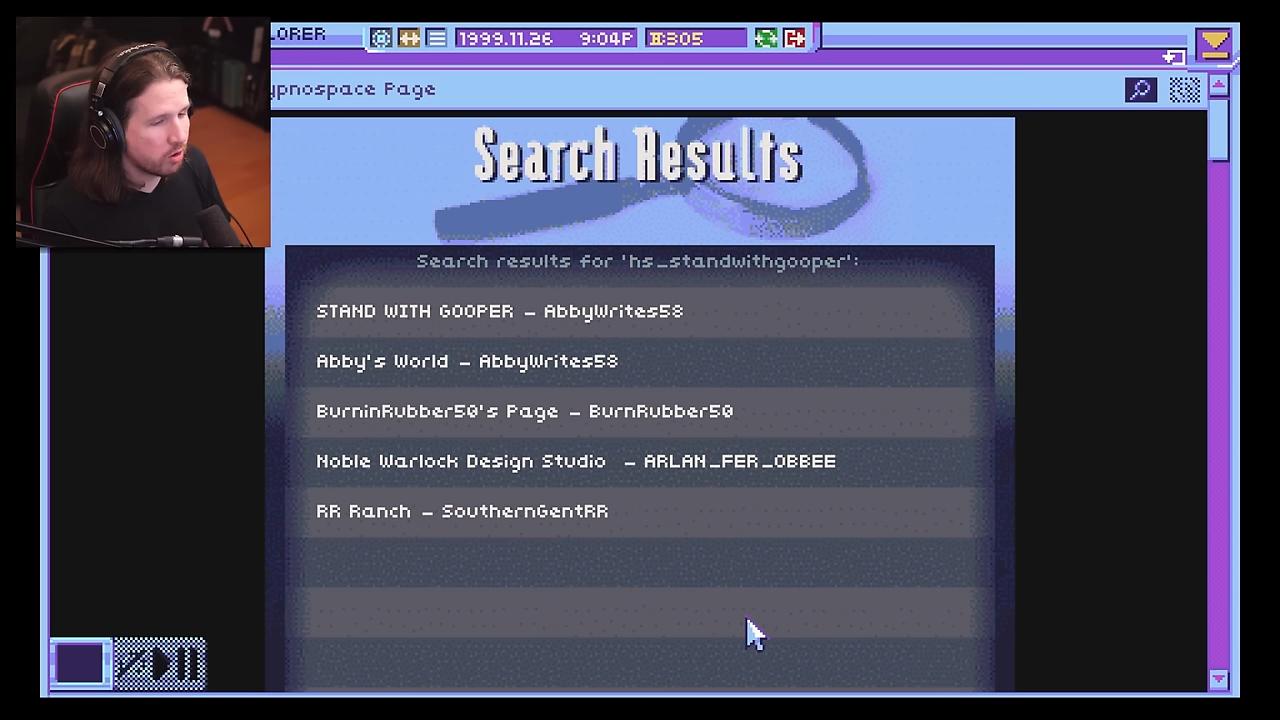 LORER
1999.11.26 9:04P
305
ypnospace Page
Search Results
Search results for 'hs_standwithgooper':
STAND WITH GOOPER - AbbyWrites58
Abby's World - AbbyWrites58
BurninRubber50's Page - BurnRubber50
Noble Warlock Design Studio - ARLAN_FER_OBBEE
RR Ranch - SouthernGentRR